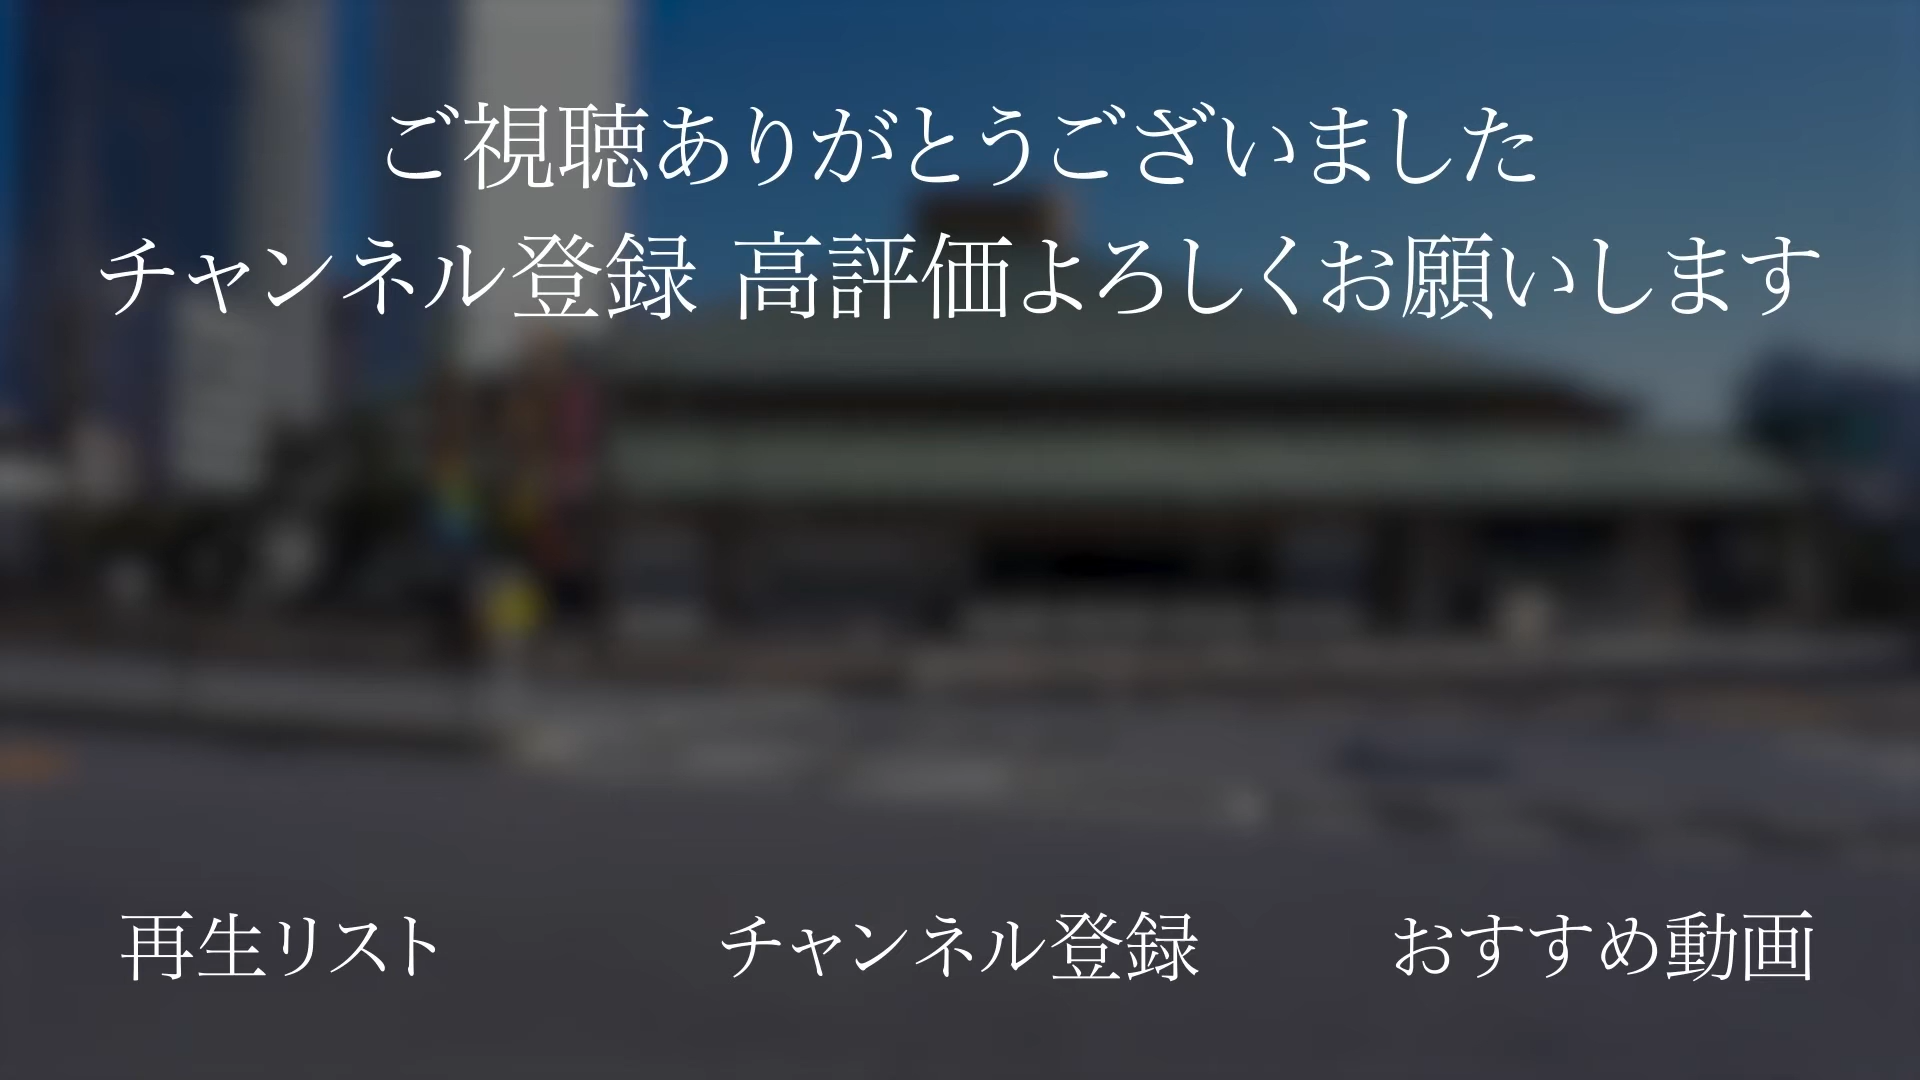 ご視聴ありがとうございました
チャンネル登録 高評価よろしくお願いします
再生リスト
チャンネル登録
おすすめ動画